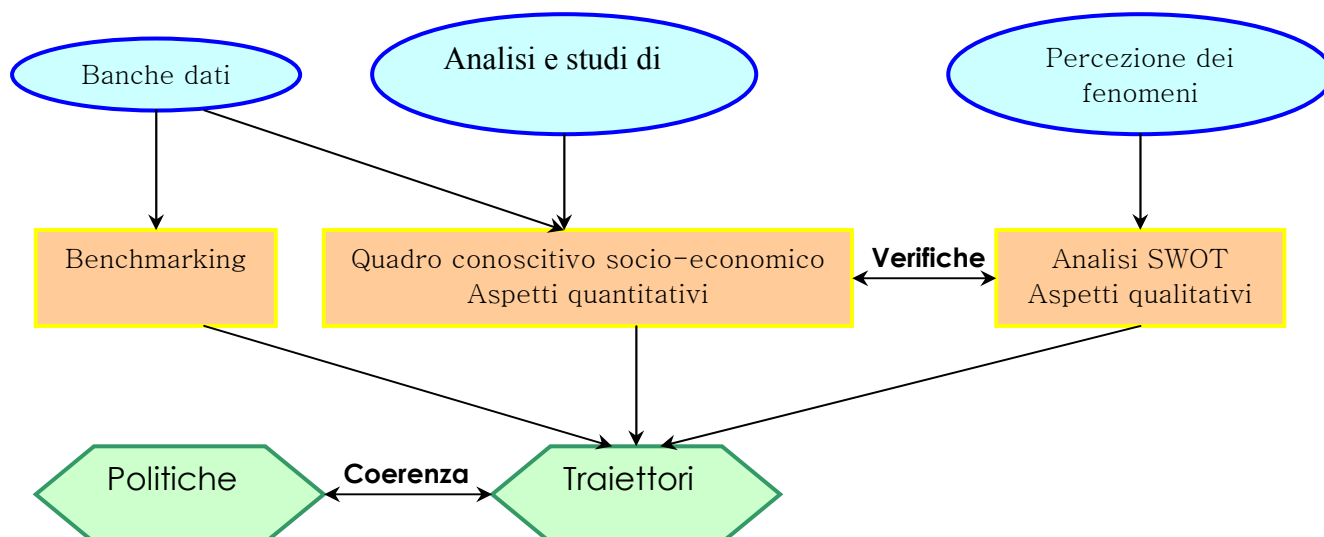 Banche dati
Analisi e studi di
Percezione dei
fenomeni
Benchmarking
Quadro conoscitivo socio-economico
Aspetti quantitativi
Verifiche
Analisi SWOT
Aspetti qualitativi
Politiche
Coerenza
Traiettori